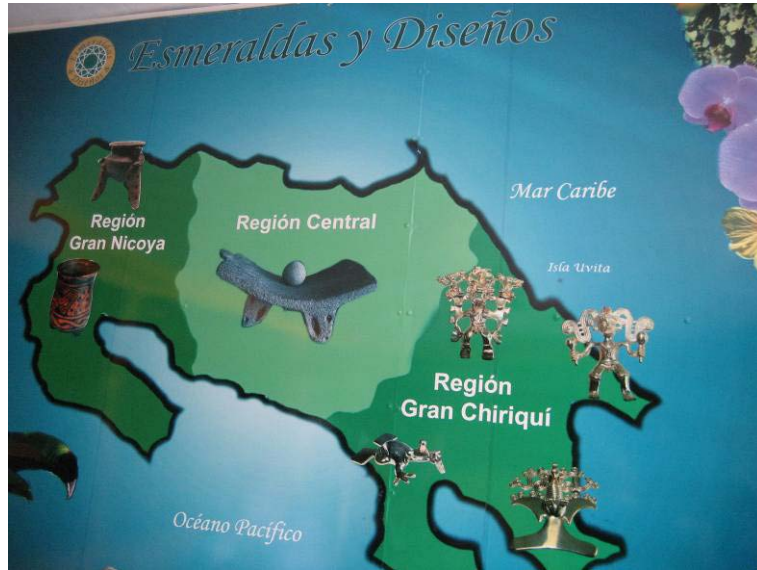 Esmeraldas y Diseños
Mar Caribe
Región
Gran Nicoya
Región Central
Isla Uvita
Región
Gran Chiriquí
Océano Pacífico